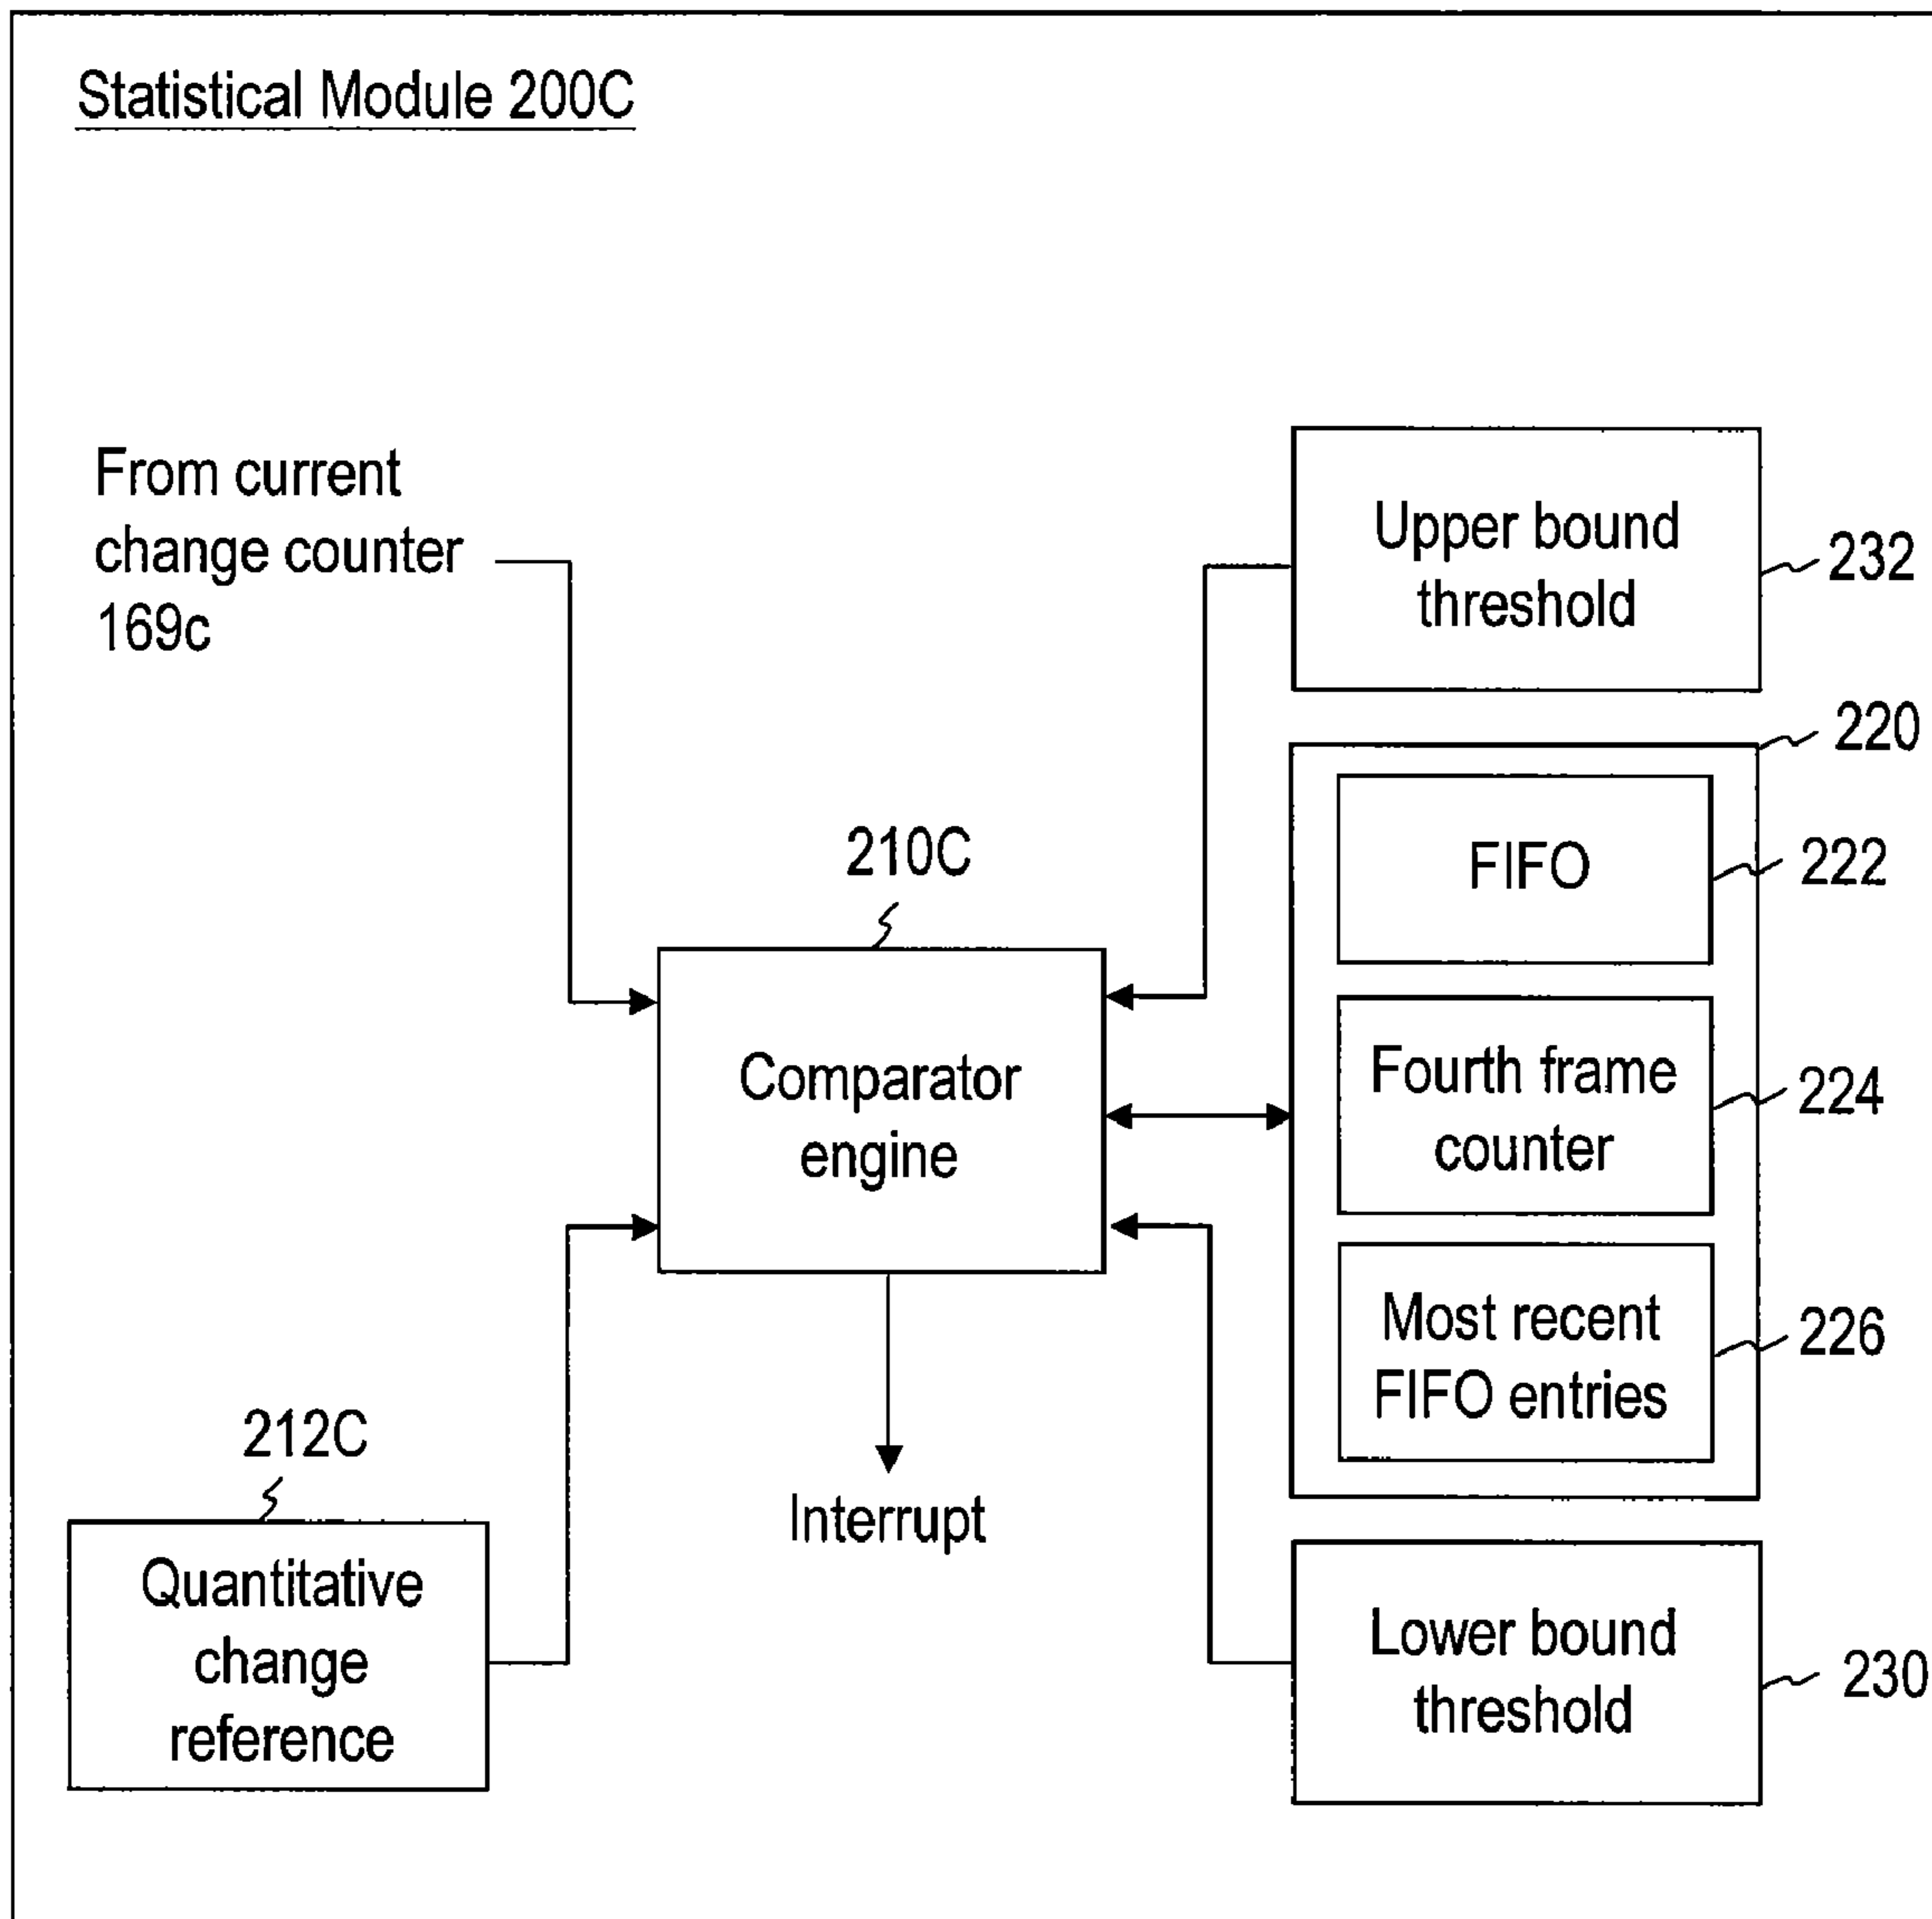 Statistical Module 200C
From current
change counter
169c
Upper bound
threshold
232
220
FIFO
222
210C
Comparator
engine
Fourth frame
counter
224
Most recent
FIFO entries
226
212C
Interrupt
Quantitative
change
reference
Lower bound
threshold
230